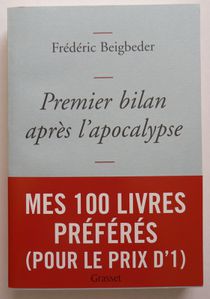 Frédéric Beigbeder
Premier bilan
après l'apocalypse
MES 100 LIVRES
PRÉFÉRÉS
(POUR LE PRIX D'1)
Grasset